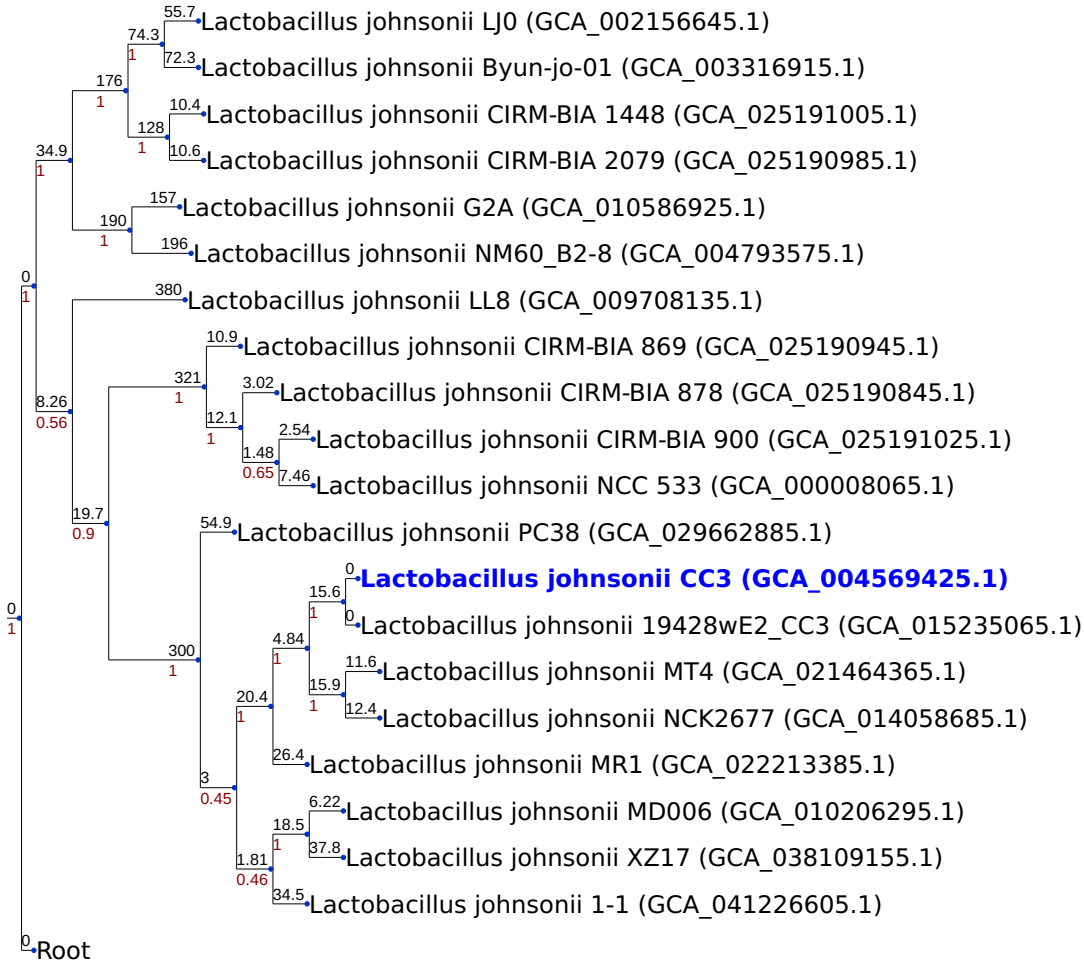 55.7
Lactobacillus johnsonii LJ0 (GCA_002156645.1)
74.3
1
72.3
Lactobacillus johnsonii Byun-jo-01 (GCA_003316915.1)
176
1
10.4
Lactobacillus johnsonii CIRM-BIA 1448 (GCA_025191005.1)
128
1
10.6
Lactobacillus johnsonii CIRM-BIA 2079 (GCA_025190985.1)
34.9
1
157
Lactobacillus johnsonii G2A (GCA_010586925.1)
190
1
196
Lactobacillus johnsonii NM60_B2-8 (GCA_004793575.1)
0
1
380
Lactobacillus johnsonii LL8 (GCA_009708135.1)
10.9
Lactobacillus johnsonii CIRM-BIA 869 (GCA_025190945.1)
321
1
3.02
Lactobacillus johnsonii CIRM-BIA 878 (GCA_025190845.1)
8.26
0.56
12.1
1
2.54
Lactobacillus johnsonii CIRM-BIA 900 (GCA_025191025.1)
1.48
0.65
7.46
Lactobacillus johnsonii NCC 533 (GCA_000008065.1)
19.7
0.9
54.9
Lactobacillus johnsonii PC38 (GCA_029662885.1)
0
Lactobacillus johnsonii CC3 (GCA_004569425.1)
15.6
1
0
Lactobacillus johnsonii 19428wE2_CC3 (GCA_015235065.1)
0
1
4.84
1
300
1
11.6
Lactobacillus johnsonii MT4 (GCA_021464365.1)
15.9
1
12.4
Lactobacillus johnsonii NCK2677 (GCA_014058685.1)
20.4
1
26.4
Lactobacillus johnsonii MR1 (GCA_022213385.1)
3
0.45
6.22
Lactobacillus johnsonii MD006 (GCA_010206295.1)
18.5
1
37.8
Lactobacillus johnsonii XZ17 (GCA_038109155.1)
1.81
0.46
34.5
Lactobacillus johnsonii 1-1 (GCA_041226605.1)
0
Root